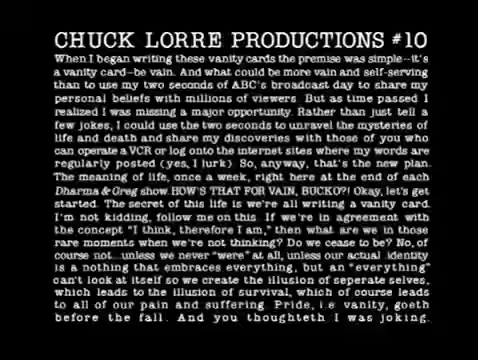 CHUCK LORRE PRODUCTIONS #10
When I began writing these vanity cards the premise was simple--it's
a vanity card--be vain. And what could be more vain and self-serving
than to use my two seconds of ABC's broadcast day to share my
personal beliefs with millions of viewers. But as time passed I
realized I was missing a major opportunity. Rather than just tell a
few jokes, I could use the two seconds to unravel the mysteries of
life and death and share my discoveries with those of you who
can operate a VCR or log onto the internet sites where my words are
regularly posted (yes, I lurk) So, anyway, that's the new plan.
The meaning of life, once a week, right here at the end of each
Dharma & Greg show. HOW'S THAT FOR VAIN, BUCKO?! Okay, let's get
started. The secret of this life is we're all writing a vanity card.
I'm not kidding, follow me on this. If we're in agreement with
the concept "I think, therefore I am," then what are we in those
rare moments when we're not thinking? Do we cease to be? No, of
course not...unless we never "were" at all, unless our actual identity
is a nothing that embraces everything, but an "everything"
can't look at itself so we create the illusion of seperate selves,
which leads to the illusion of survival, which of course leads
to all of our pain and suffering. Pride, i.e. vanity, goeth
before the fall. And you thoughteth I was joking.